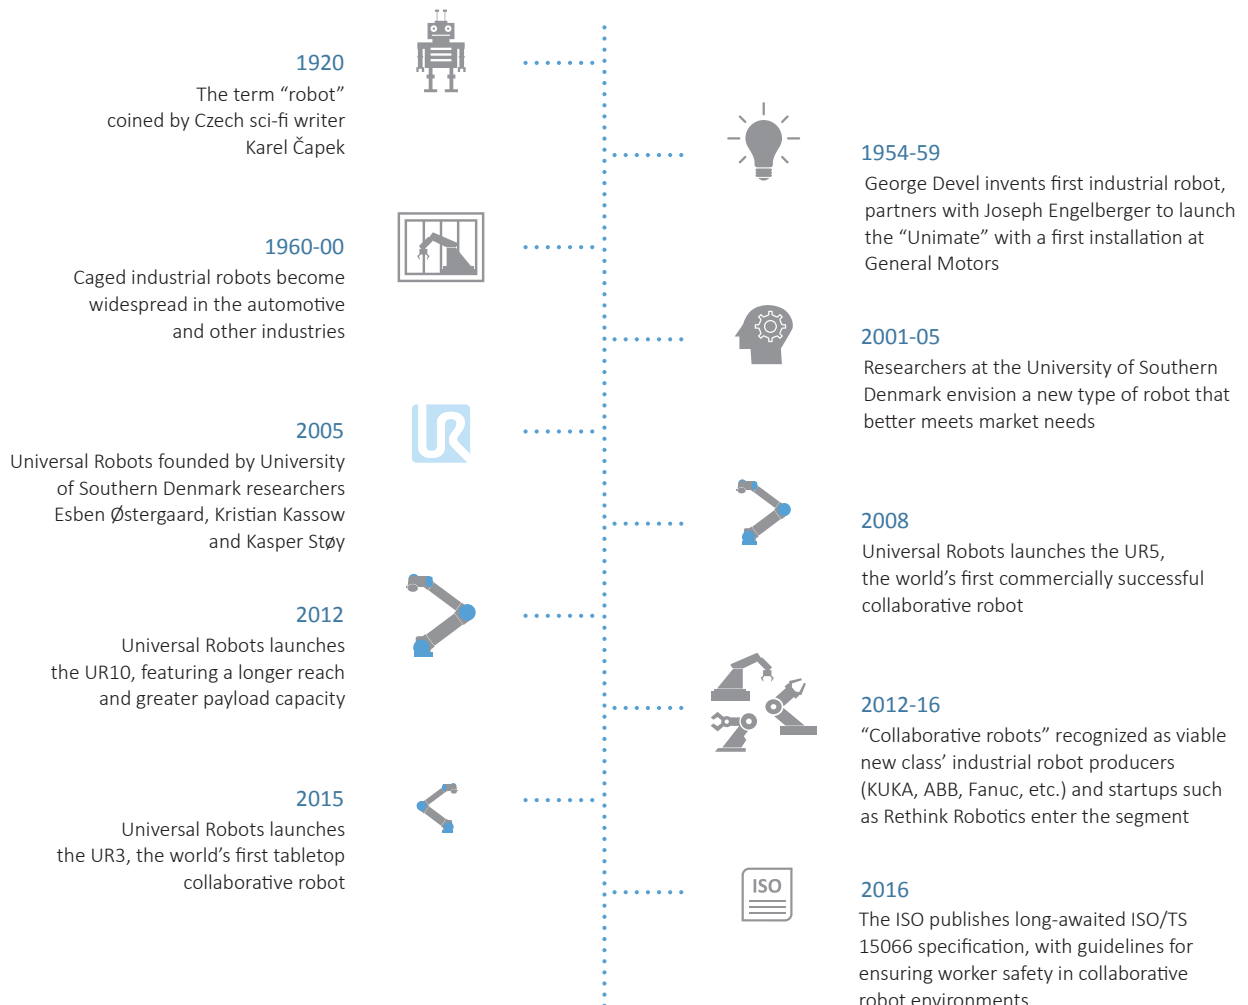 1920
The term “robot”
coined by Czech sci-fi writer
Karel Čapek
1954-59
George Devel invents first industrial robot,
partners with Joseph Engelberger to launch
the “Unimate” with a first installation at
General Motors
1960-00
Caged industrial robots become
widespread in the automotive
and other industries
2001-05
Researchers at the University of Southern
Denmark envision a new type of robot that
better meets market needs
UR
2005
Universal Robots founded by University
of Southern Denmark researchers
Esben Østergaard, Kristian Kassow
and Kasper Støy
2008
Universal Robots launches the UR5,
the world’s first commercially successful
collaborative robot
2012
Universal Robots launches
the UR10, featuring a longer reach
and greater payload capacity
2012-16
“Collaborative robots” recognized as viable
new class’ industrial robot producers
(KUKA, ABB, Fanuc, etc.) and startups such
as Rethink Robotics enter the segment
2015
Universal Robots launches
the UR3, the world’s first tabletop
collaborative robot
ISO
2016
The ISO publishes long-awaited ISO/TS
15066 specification, with guidelines for
ensuring worker safety in collaborative
robot environments